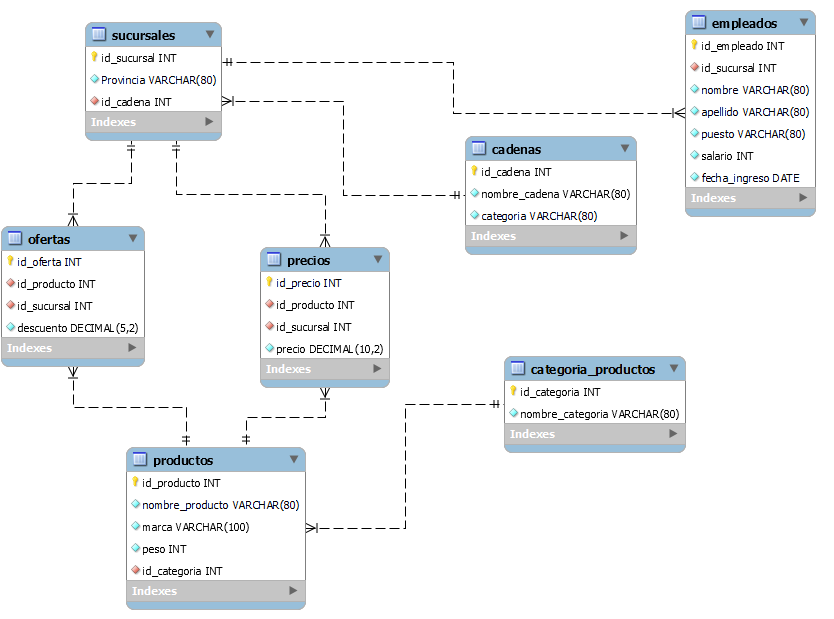 sucursales
id_sucursal INT
Provincia VARCHAR(80)
id_cadena INT
Indexes
empleados
id_empleado INT
id_sucursal INT
nombre VARCHAR(80)
apellido VARCHAR(80)
puesto VARCHAR(80)
salario INT
fecha_ingreso DATE
Indexes
cadenas
id_cadena INT
nombre_cadena VARCHAR(80)
categoria VARCHAR(80)
Indexes
ofertas
id_oferta INT
id_producto INT
id_sucursal INT
descuento DECIMAL(5,2)
Indexes
precios
id_precio INT
id_producto INT
id_sucursal INT
precio DECIMAL(10,2)
Indexes
categoria_productos
id_categoria INT
nombre_categoria VARCHAR(80)
Indexes
productos
id_producto INT
nombre_producto VARCHAR(80)
marca VARCHAR(100)
peso INT
id_categoria INT
Indexes